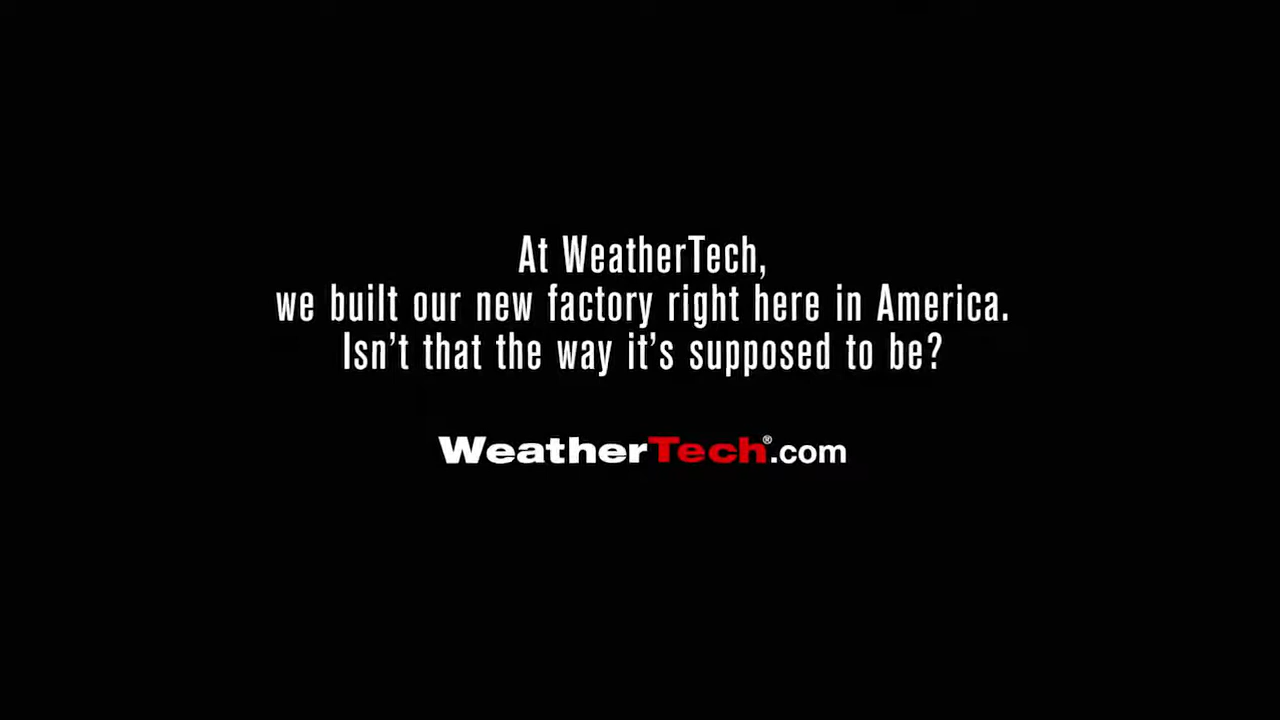 At WeatherTech,
we built our new factory right here in America.
Isn't that the way it's supposed to be?
WeatherTech®.com